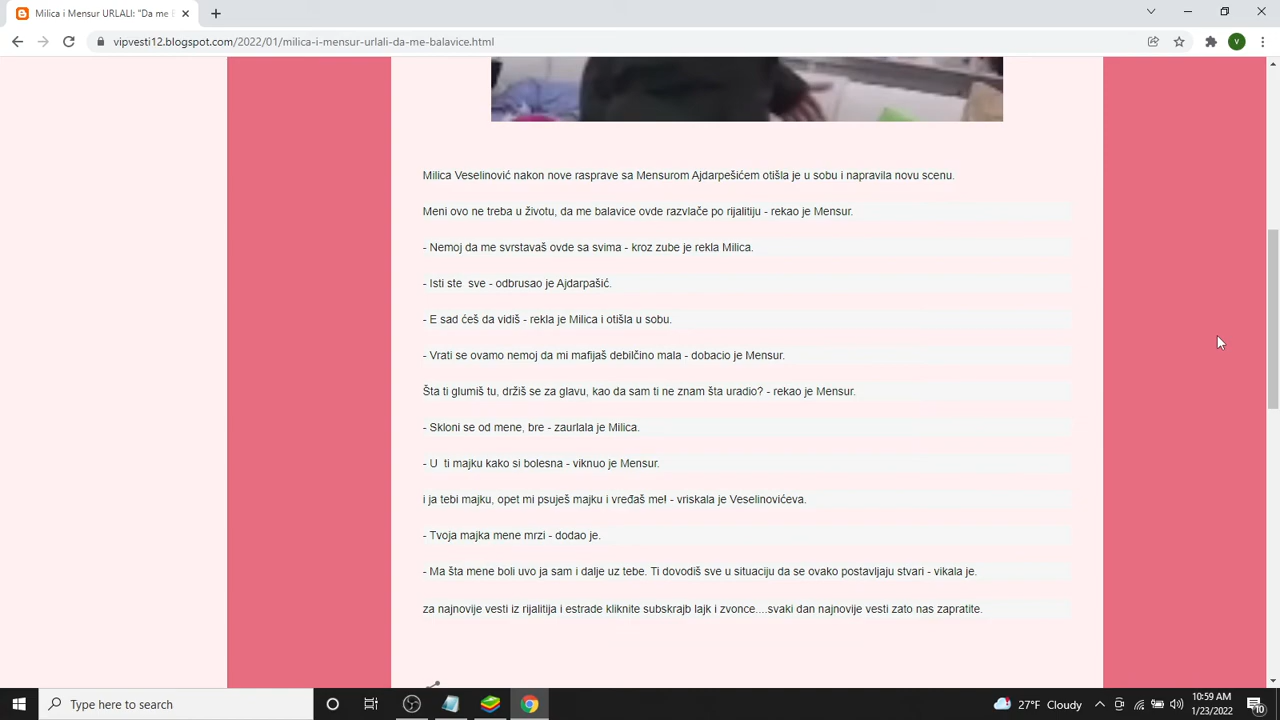 Milica i Mensur URLALI: "Da me
vipvesti12.blogspot.com/2022/01/milica-i-mensur-urlali-da-me-balavice.html
V
Milica Veselinović nakon nove rasprave sa Mensurom Ajdarpešićem otišla je u sobu i napravila novu scenu.
Meni ovo ne treba u životu, da me balavice ovde razvlače po rijalitiju - rekao je Mensur.
- Nemoj da me svrstavaš ovde sa svima - kroz zube je rekla Milica.
- Isti ste  sve - odbrusao je Ajdarpašić.
- E sad ćeš da vidiš - rekla je Milica i otišla u sobu.
- Vrati se ovamo nemoj da mi mafijaš debilčino mala - dobacio je Mensur.
Šta ti glumiš tu, držiš se za glavu, kao da sam ti ne znam šta uradio? - rekao je Mensur.
- Skloni se od mene, bre - zaurlala je Milica.
- U  ti majku kako si bolesna - viknuo je Mensur.
i ja tebi majku, opet mi psuješ majku i vređaš me! - vriskala je Veselinovićeva.
- Tvoja majka mene mrzi - dodao je.
- Ma šta mene boli uvo ja sam i dalje uz tebe. Ti dovodiš sve u situaciju da se ovako postavljaju stvari - vikala je.
za najnovije vesti iz rijalitija i estrade kliknite subskrajb lajk i zvonce....svaki dan najnovije vesti zato nas zapratite.
Type here to search
27°F Cloudy
10:59 AM
1/23/2022
10